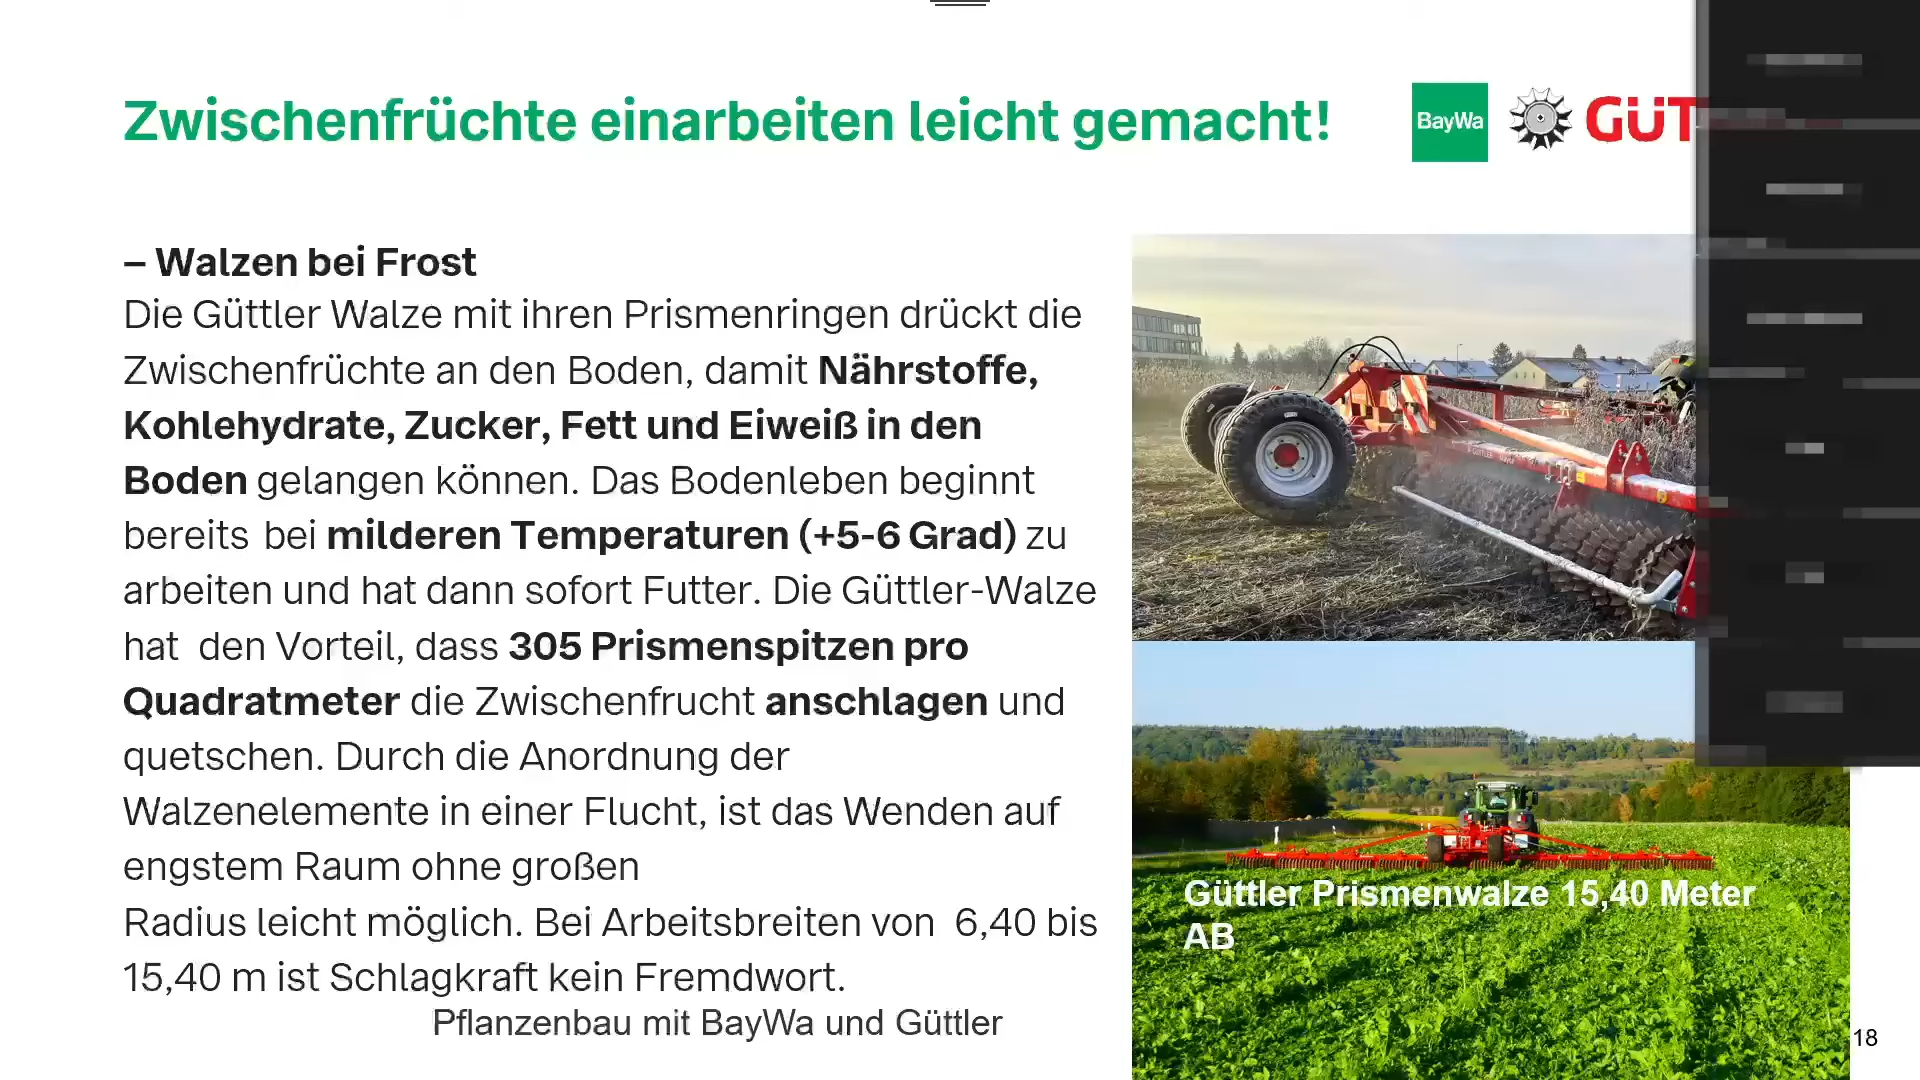 Zwischenfrüchte einarbeiten leicht gemacht!
BayWa
GÜT
– Walzen bei Frost
Die Güttler Walze mit ihren Prismenringen drückt die
Zwischenfrüchte an den Boden, damit Nährstoffe,
Kohlehydrate, Zucker, Fett und Eiweiß in den
Boden gelangen können. Das Bodenleben beginnt
bereits bei milderen Temperaturen (+5-6 Grad) zu
arbeiten und hat dann sofort Futter. Die Güttler-Walze
hat den Vorteil, dass 305 Prismenspitzen pro
Quadratmeter die Zwischenfrucht anschlagen und
quetschen. Durch die Anordnung der
Walzenelemente in einer Flucht, ist das Wenden auf
engstem Raum ohne großen
Radius leicht möglich. Bei Arbeitsbreiten von 6,40 bis
15,40 m ist Schlagkraft kein Fremdwort.
Güttler Prismenwalze 15,40 Meter
AB
Pflanzenbau mit BayWa und Güttler
18